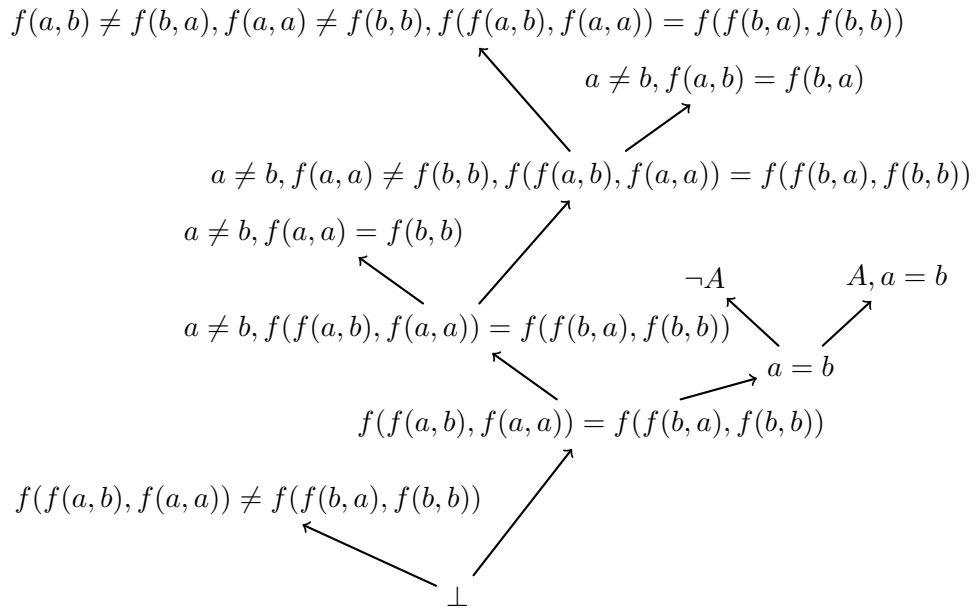 f(a, b) ≠ f(b, a), f(a, a) ≠ f(b, b), f(f(a, b), f(a, a)) = f(f(b, a), f(b, b))
a ≠ b, f(a, b) = f(b, a)
a ≠ b, f(a, a) ≠ f(b, b), f(f(a, b), f(a, a)) = f(f(b, a), f(b, b))
a ≠ b, f(a, a) = f(b, b)
¬A
A, a = b
a ≠ b, f(f(a, b), f(a, a)) = f(f(b, a), f(b, b))
a = b
f(f(a, b), f(a, a)) = f(f(b, a), f(b, b))
f(f(a, b), f(a, a)) ≠ f(f(b, a), f(b, b))
⊥